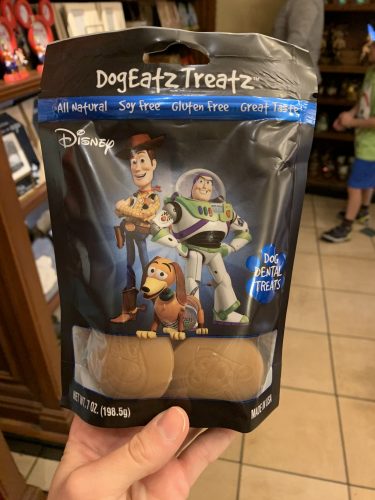 DogEatz Treatz™
All Natural Soy Free Gluten Free Great Taste
Disney
DOG
DENTAL
TREATS
NET WT. 7 OZ. (198.5g)
MADE IN USA